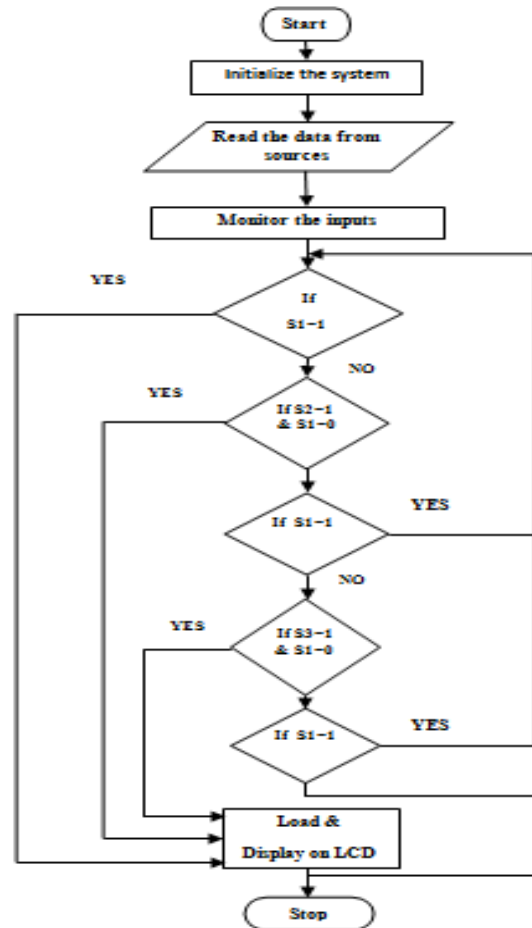 Start
Initialize the system
Read the data from
sources
Monitor the inputs
YES
If
S1-1
NO
YES
If S2-1
& S1-0
If S1-1
YES
NO
YES
If S3-1
& S1-0
If S1-1
YES
Load &
Display on LCD
Stop